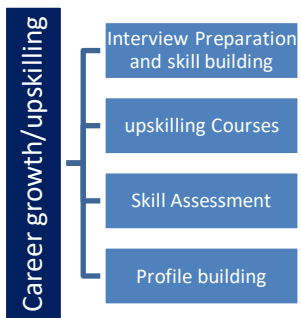 Career growth/upskilling
Interview Preparation
and skill building
upskilling Courses
Skill Assessment
Profile building